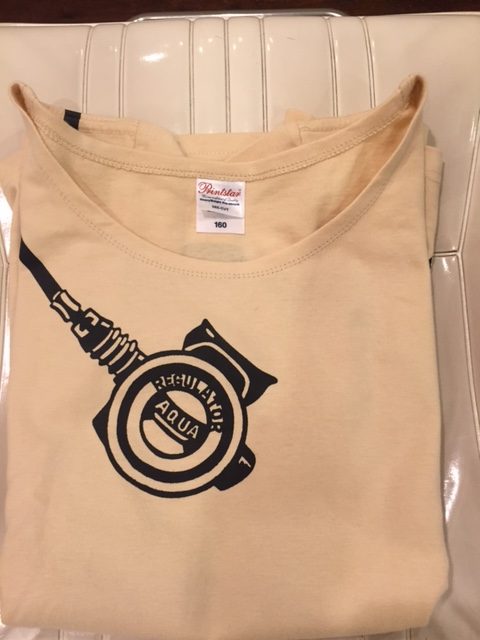 Printstar
160
REGULATOR
AQUA